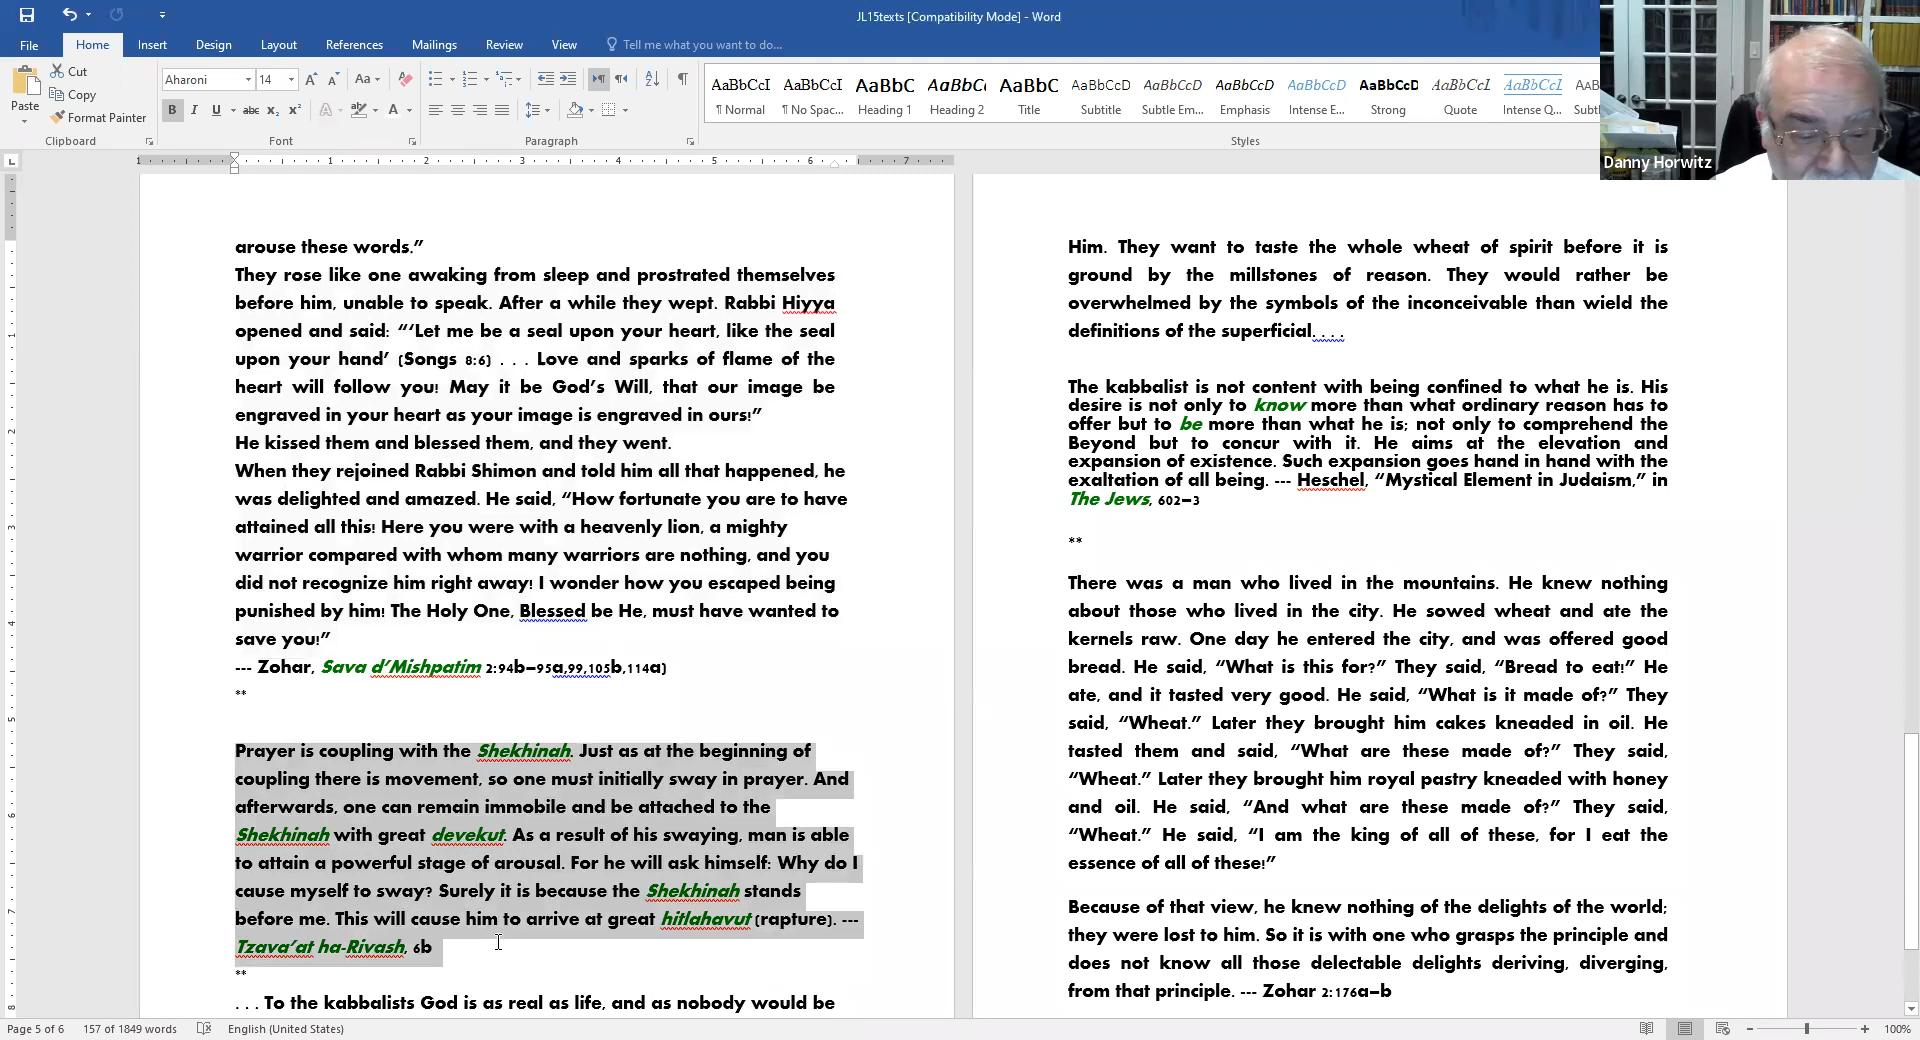 JL15texts [Compatibility Mode] - Word
File Home Insert Design Layout References Mailings Review View Tell me what you want to do...
Paste
Cut
Copy
Format Painter
Clipboard
Aharoni 14
Font
Paragraph
AaBbCcI AaBbCcI AaBbC AaBbC AaBbC AaBbCcD AaBbCcI AaBbCcI AaBbCcI AaBbCcD AaBbCcI AaBbCcI
¶ Normal ¶ No Spac... Heading 1 Heading 2 Title Subtitle Subtle Em... Emphasis Intense E... Strong Quote Intense Q...
Styles
Danny Horwitz
arouse these words.”
They rose like one awaking from sleep and prostrated themselves
before him, unable to speak. After a while they wept. Rabbi Hiyya
opened and said: “‘Let me be a seal upon your heart, like the seal
upon your hand’ (Songs 8:6) . . . Love and sparks of flame of the
heart will follow you! May it be God’s Will, that our image be
engraved in your heart as your image is engraved in ours!”
He kissed them and blessed them, and they went.
When they rejoined Rabbi Shimon and told him all that happened, he
was delighted and amazed. He said, “How fortunate you are to have
attained all this! Here you were with a heavenly lion, a mighty
warrior compared with whom many warriors are nothing, and you
did not recognize him right away! I wonder how you escaped being
punished by him! The Holy One, Blessed be He, must have wanted to
save you!”
--- Zohar, Sava d’Mishpatim 2:94b–95a,99,105b,114a)
**
Prayer is coupling with the Shekhinah. Just as at the beginning of
coupling there is movement, so one must initially sway in prayer. And
afterwards, one can remain immobile and be attached to the
Shekhinah with great devekut. As a result of his swaying, man is able
to attain a powerful stage of arousal. For he will ask himself: Why do I
cause myself to sway? Surely it is because the Shekhinah stands
before me. This will cause him to arrive at great hitlahavut (rapture). ---
Tzava’at ha-Rivash, 6b
**
. . . To the kabbalists God is as real as life, and as nobody would be
Him. They want to taste the whole wheat of spirit before it is
ground by the millstones of reason. They would rather be
overwhelmed by the symbols of the inconceivable than wield the
definitions of the superficial. . . .
The kabbalist is not content with being confined to what he is. His
desire is not only to know more than what ordinary reason has to
offer but to be more than what he is; not only to comprehend the
Beyond but to concur with it. He aims at the elevation and
expansion of existence. Such expansion goes hand in hand with the
exaltation of all being. --- Heschel, “Mystical Element in Judaism,” in
The Jews, 602–3
**
There was a man who lived in the mountains. He knew nothing
about those who lived in the city. He sowed wheat and ate the
kernels raw. One day he entered the city, and was offered good
bread. He said, “What is this for?” They said, “Bread to eat!” He
ate, and it tasted very good. He said, “What is it made of?” They
said, “Wheat.” Later they brought him cakes kneaded in oil. He
tasted them and said, “What are these made of?” They said,
“Wheat.” Later they brought him royal pastry kneaded with honey
and oil. He said, “And what are these made of?” They said,
“Wheat.” He said, “I am the king of all of these, for I eat the
essence of all of these!”
Because of that view, he knew nothing of the delights of the world;
they were lost to him. So it is with one who grasps the principle and
does not know all those delectable delights deriving, diverging,
from that principle. --- Zohar 2:176a–b
Page 5 of 6 157 of 1849 words English (United States) 100%